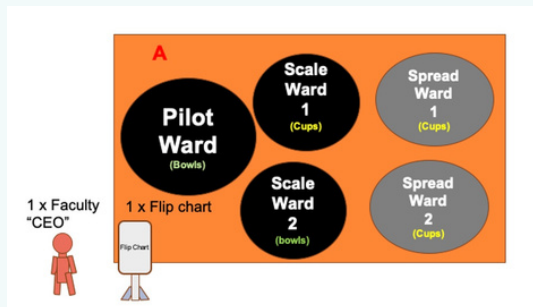 A
Pilot
Ward
(Bowls)
Scale
Ward
1
(Cups)
Spread
Ward
1
(Cups)
Scale
Ward
2
(bowls)
Spread
Ward
2
(Cups)
1 x Faculty
“CEO”
1 x Flip chart
Flip Chart